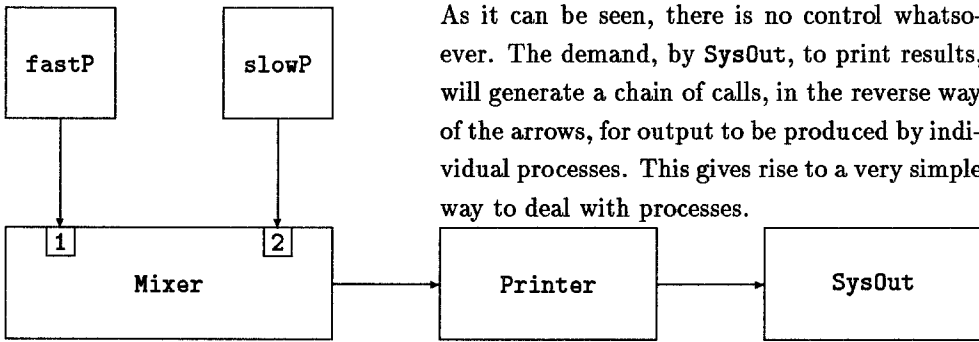 fastP
slowP
As it can be seen, there is no control whatso-
ever. The demand, by SysOut, to print results,
will generate a chain of calls, in the reverse way
of the arrows, for output to be produced by indi-
vidual processes. This gives rise to a very simple
way to deal with processes.
1
2
Mixer
Printer
SysOut